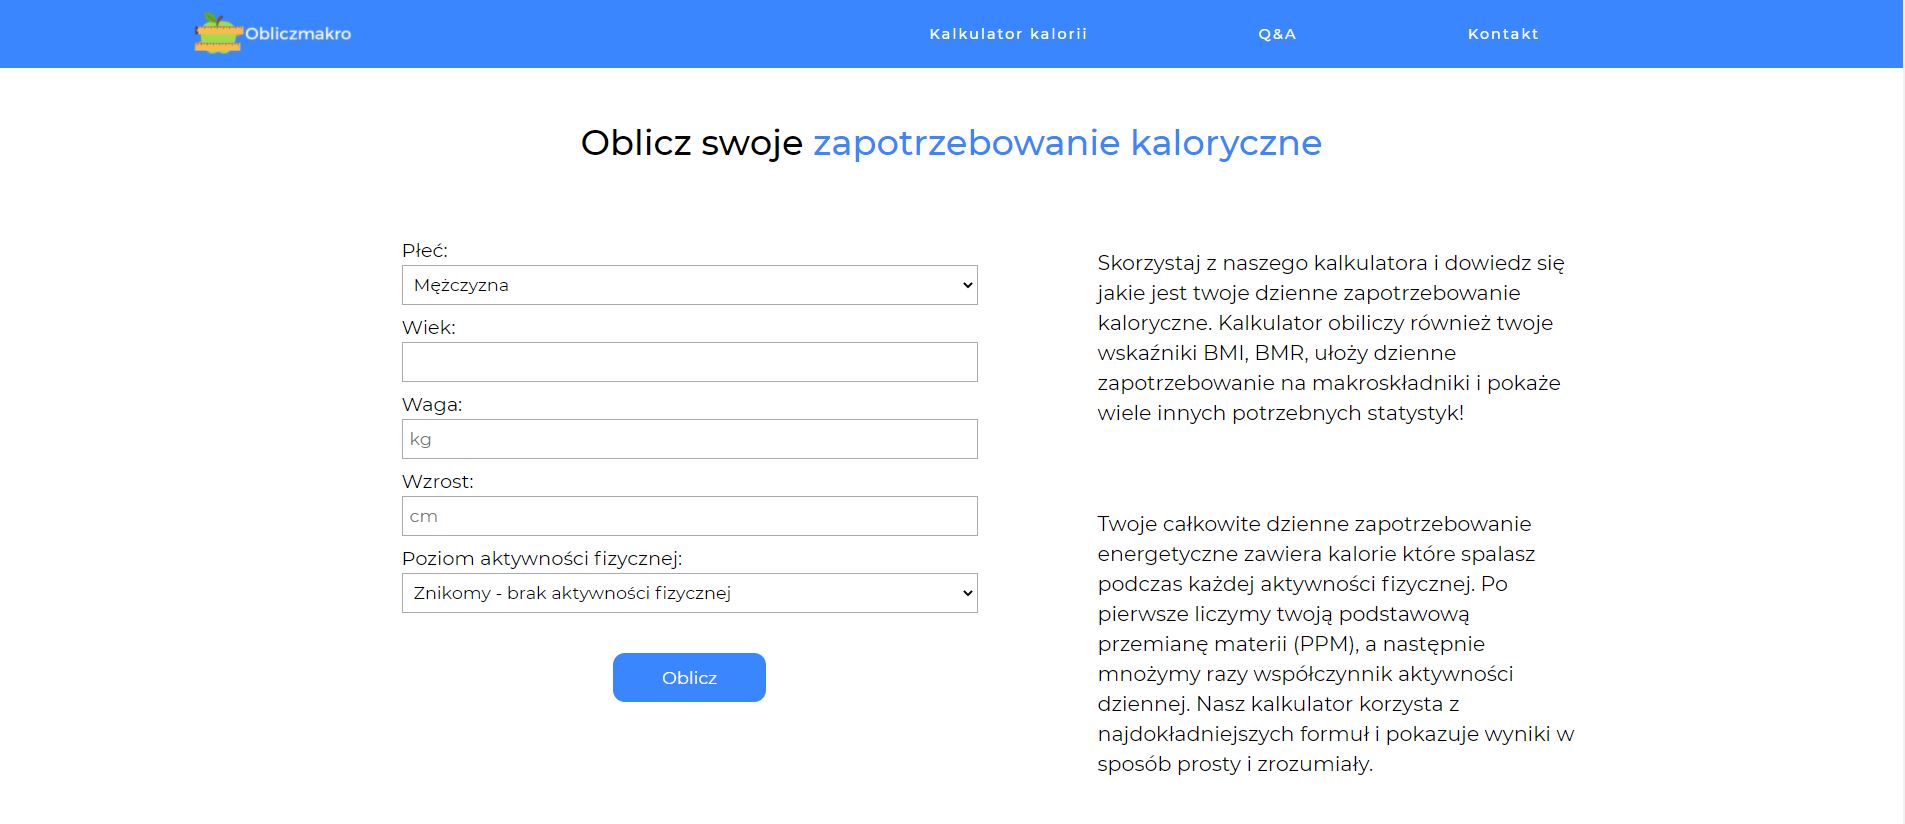 Obliczmakro
Kalkulator kalorii
Q&A
Kontakt
Oblicz swoje zapotrzebowanie kaloryczne
Płeć:
Mężczyzna
Wiek:
Waga:
kg
Wzrost:
cm
Poziom aktywności fizycznej:
Znikomy - brak aktywności fizycznej
Oblicz
Skorzystaj z naszego kalkulatora i dowiedz się
jakie jest twoje dzienne zapotrzebowanie
kaloryczne. Kalkulator obiliczy również twoje
wskaźniki BMI, BMR, ułoży dzienne
zapotrzebowanie na makroskładniki i pokaże
wiele innych potrzebnych statystyk!
Twoje całkowite dzienne zapotrzebowanie
energetyczne zawiera kalorie które spalasz
podczas każdej aktywności fizycznej. Po
pierwsze liczymy twoją podstawową
przemianę materii (PPM), a następnie
mnożymy razy współczynnik aktywności
dziennej. Nasz kalkulator korzysta z
najdokładniejszych formuł i pokazuje wyniki w
sposób prosty i zrozumiały.